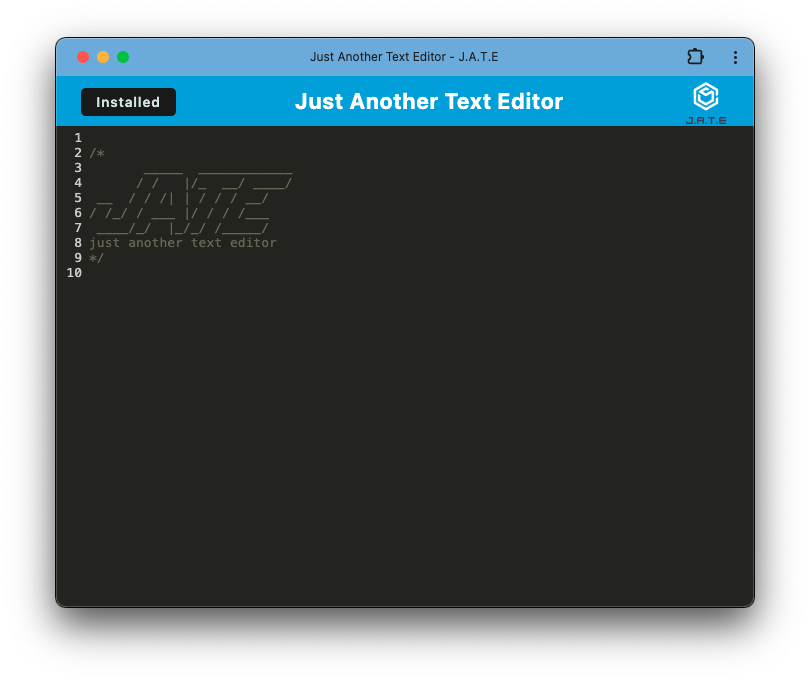 Just Another Text Editor - J.A.T.E
Installed
Just Another Text Editor
J.A.T.E
1
2 /*
3        _____  ____________
4       / /   |/_  __/ ____/
5  __  / / /| | / / / __/
6 / /_/ / ___ |/ / / /___
7  ____/_/  |_/_/ /_____/
8 just another text editor
9 */
10